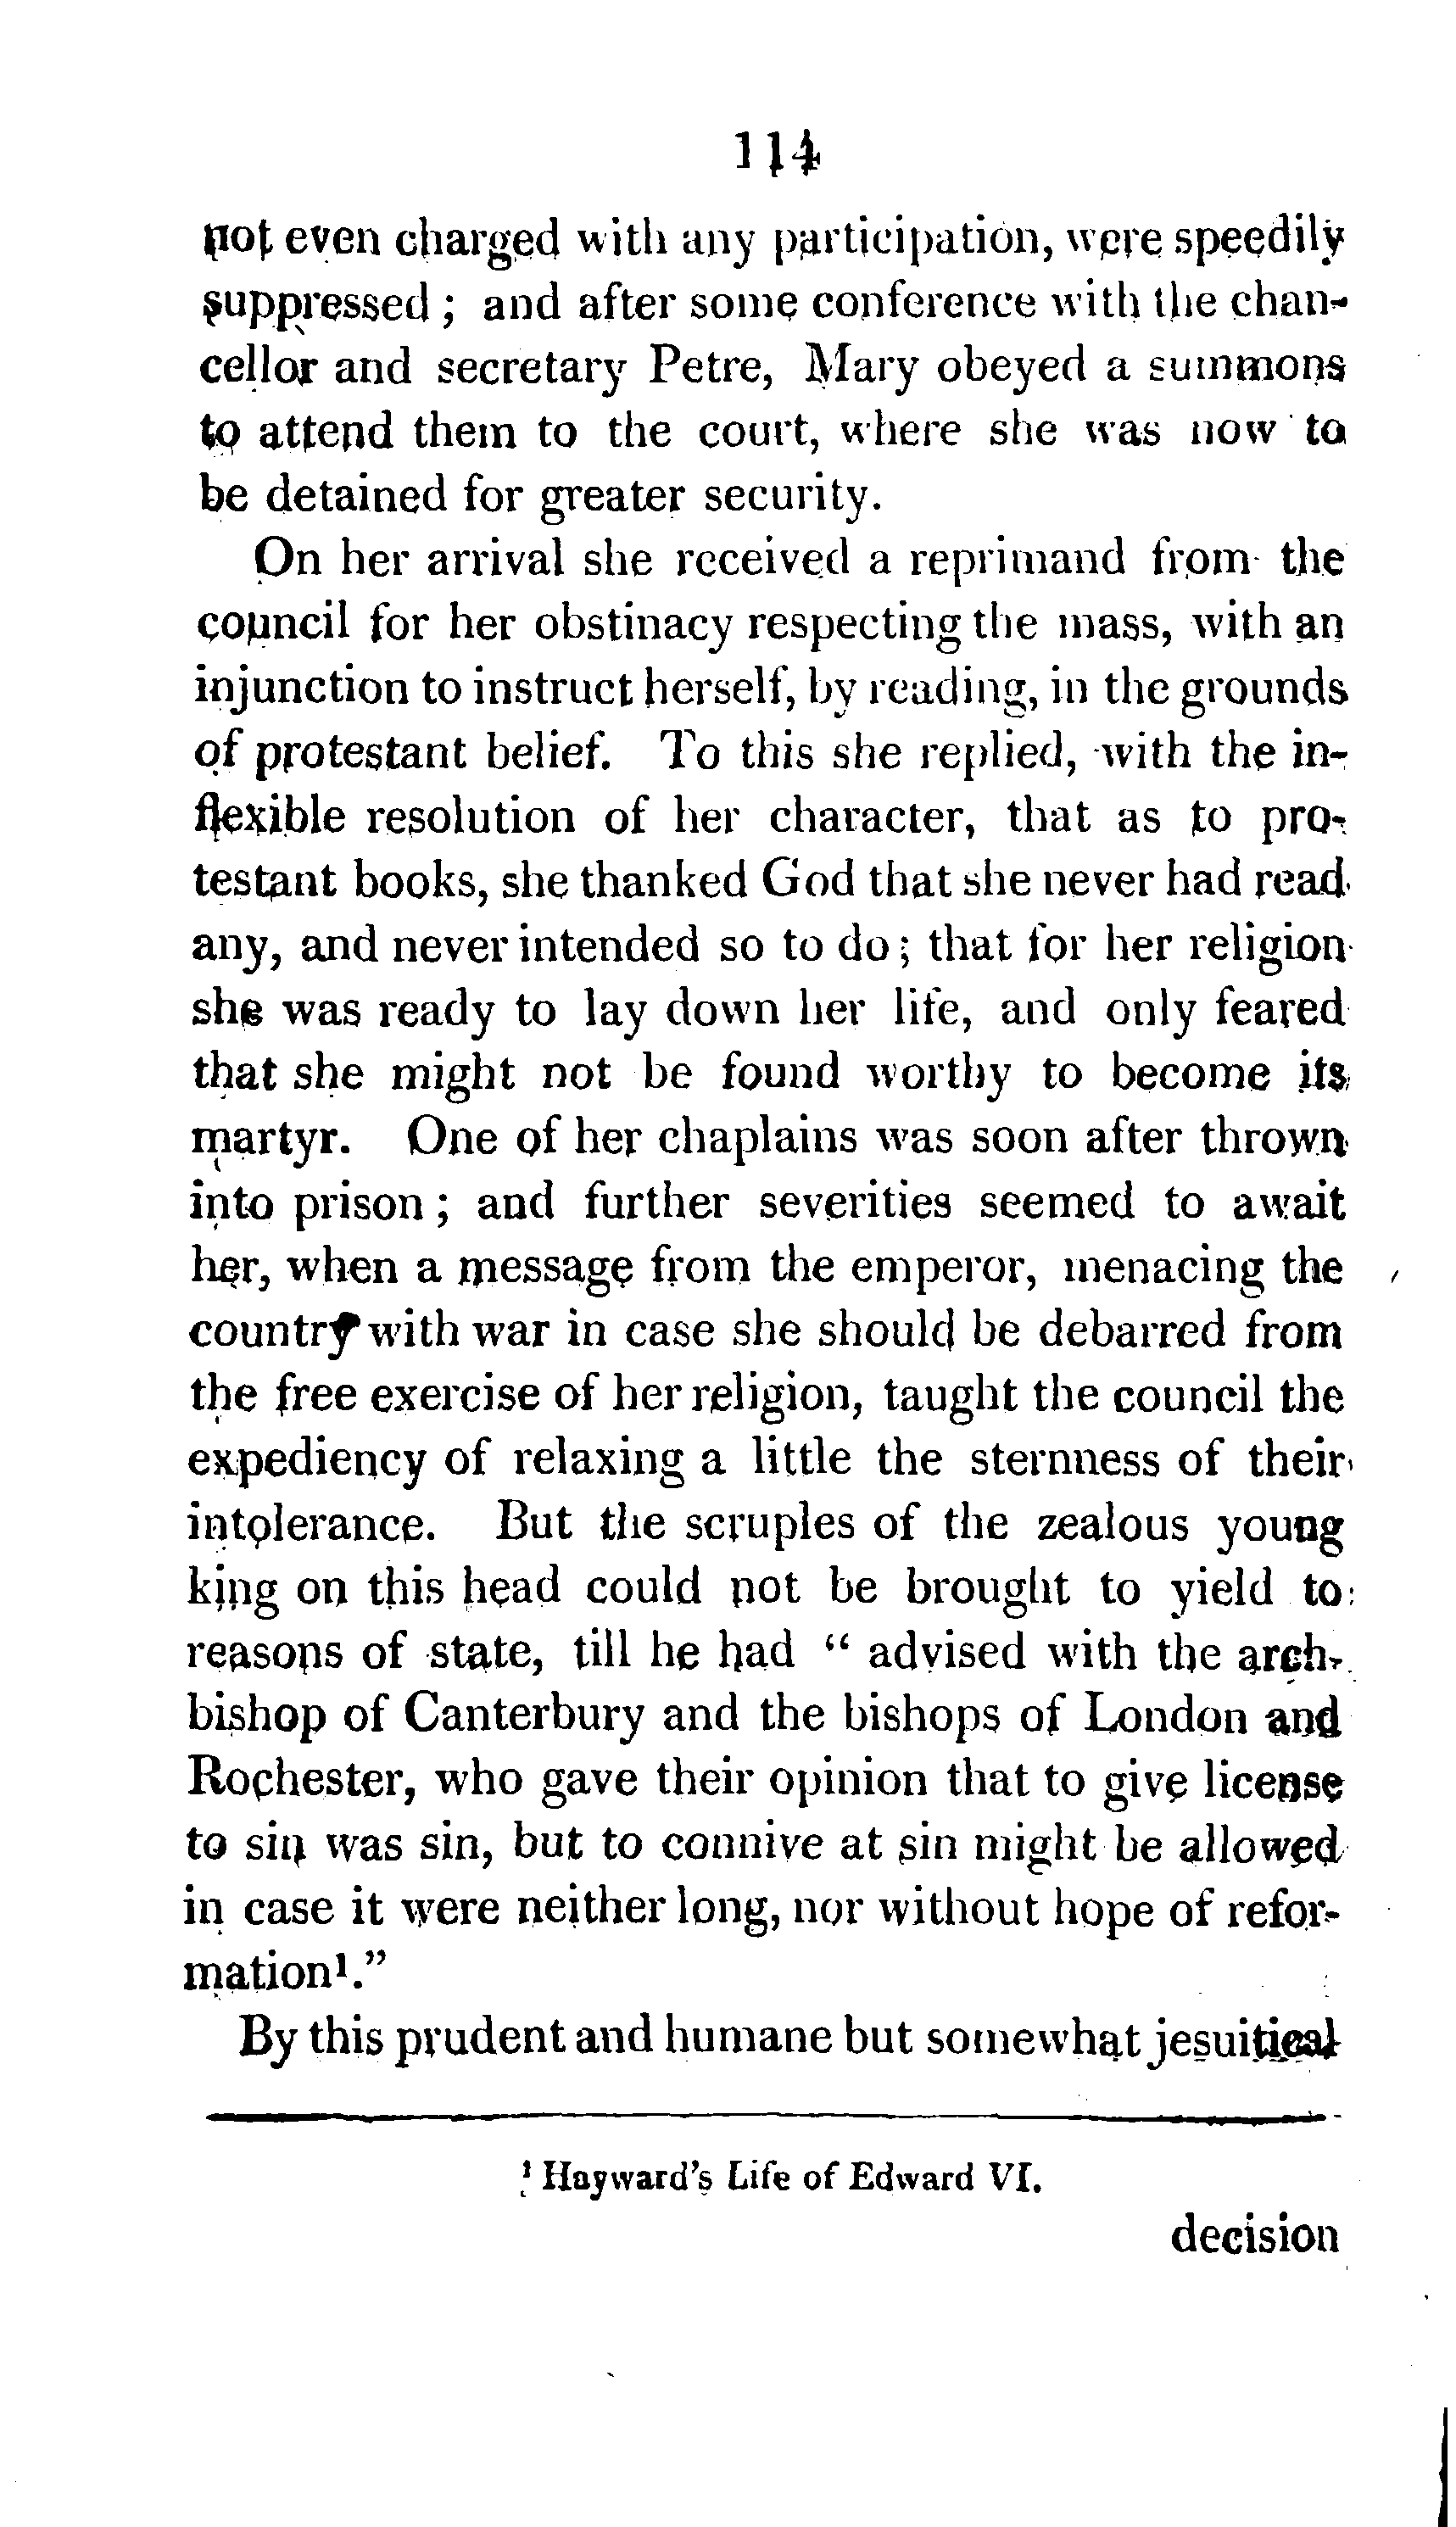 114
not even charged with any participation, were speedily
suppressed ; and after some conference with the chan-
cellor and secretary Petre, Mary obeyed a summons
to attend them to the court, where she was now to
be detained for greater security.
On her arrival she received a reprimand from the
council for her obstinacy respecting the mass, with an
injunction to instruct herself, by reading, in the grounds
of protestant belief. To this she replied, with the in-
flexible resolution of her character, that as to pro-
testant books, she thanked God that she never had read
any, and never intended so to do ; that for her religion
she was ready to lay down her life, and only feared
that she might not be found worthy to become its
martyr. One of her chaplains was soon after thrown
into prison ; and further severities seemed to await
her, when a message from the emperor, menacing the
country with war in case she should be debarred from
the free exercise of her religion, taught the council the
expediency of relaxing a little the sternness of their
intolerance. But the scruples of the zealous young
king on this head could not be brought to yield to
reasons of state, till he had “ advised with the arch-
bishop of Canterbury and the bishops of London and
Rochester, who gave their opinion that to give license
to sin was sin, but to connive at sin might be allowed
in case it were neither long, nor without hope of refor-
mation¹.”
By this prudent and humane but somewhat jesuitical
¹ Hayward's Life of Edward VI.
decision